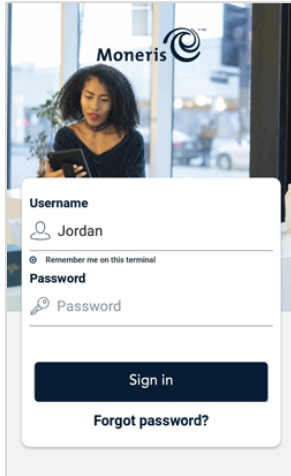 Moneris
Username
Jordan
Remember me on this terminal
Password
Password
Sign in
Forgot password?